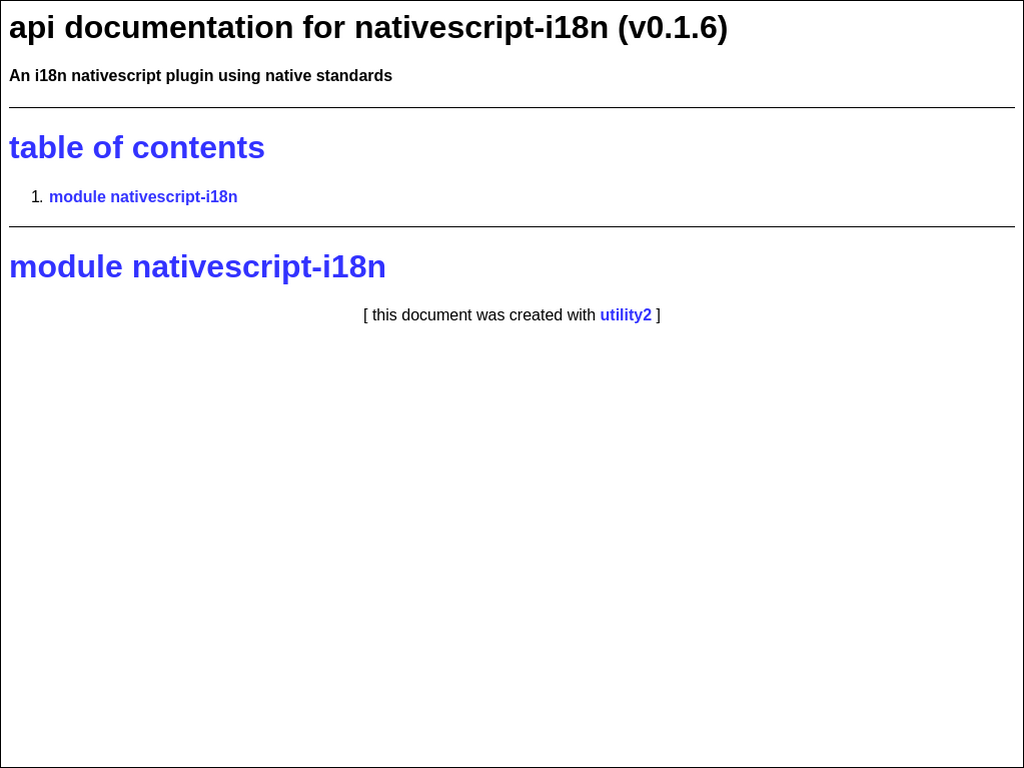 api documentation for nativescript-i18n (v0.1.6)
An i18n nativescript plugin using native standards
table of contents
1. module nativescript-i18n
module nativescript-i18n
[ this document was created with utility2 ]